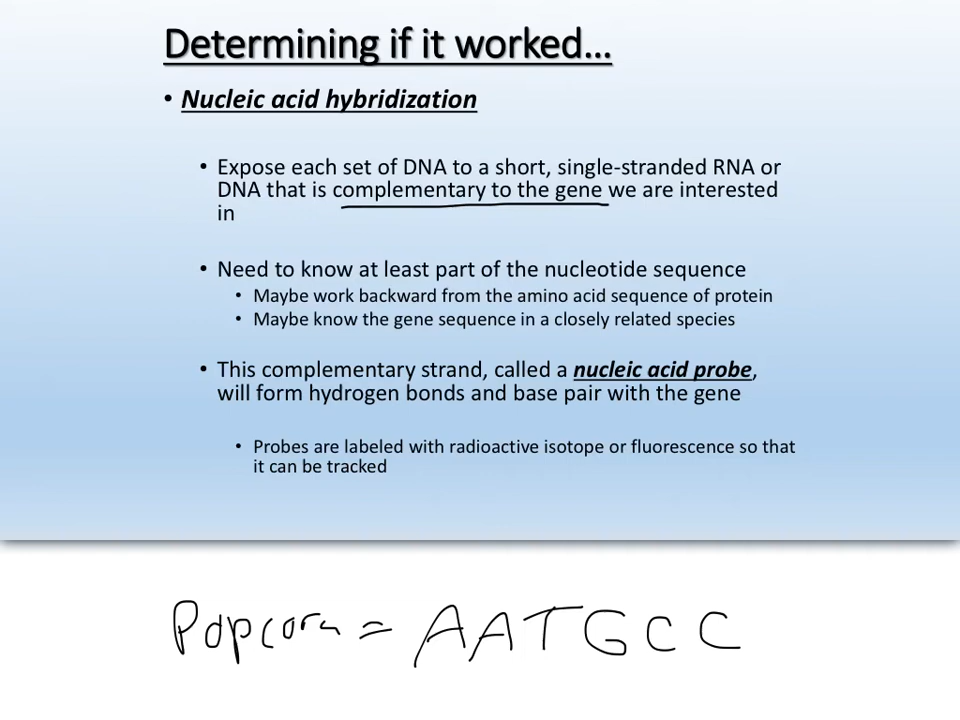 Determining if it worked…
• Nucleic acid hybridization
• Expose each set of DNA to a short, single-stranded RNA or
DNA that is complementary to the gene we are interested
in
• Need to know at least part of the nucleotide sequence
• Maybe work backward from the amino acid sequence of protein
• Maybe know the gene sequence in a closely related species
• This complementary strand, called a nucleic acid probe,
will form hydrogen bonds and base pair with the gene
• Probes are labeled with radioactive isotope or fluorescence so that
it can be tracked
Popcorn = AATGCC